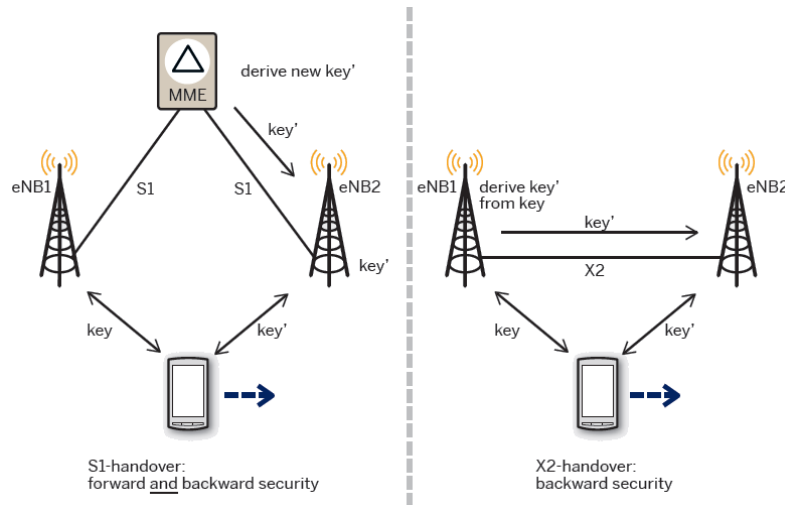 derive new key’
MME
key’
eNB1
S1
S1
eNB2
key’
key
key’
S1-handover:
forward and backward security
eNB1
derive key’
from key
eNB2
key’
X2
key
key’
X2-handover:
backward security